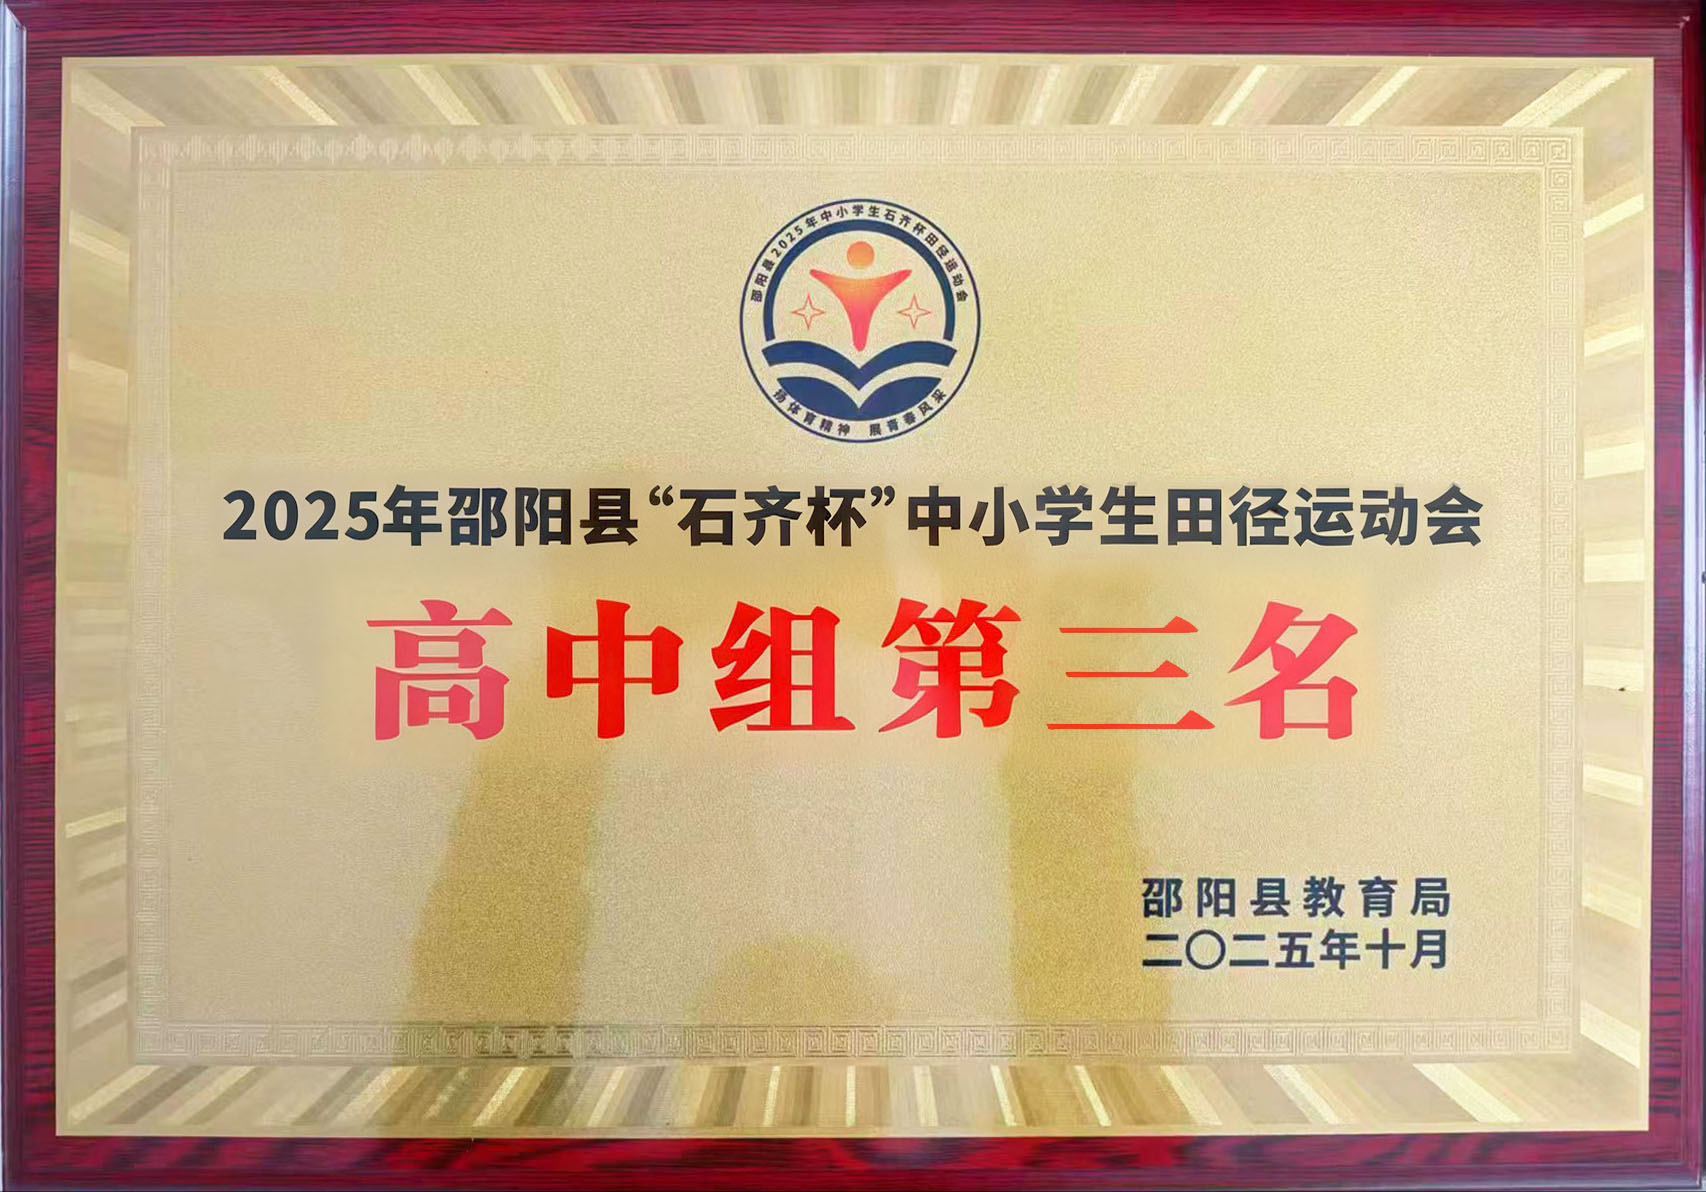 邵阳县2025年中小学生石齐杯田径运动会
扬体育精神 展青春风采
2025年邵阳县“石齐杯”中小学生田径运动会
高中组第三名
邵阳县教育局
二〇二五年十月